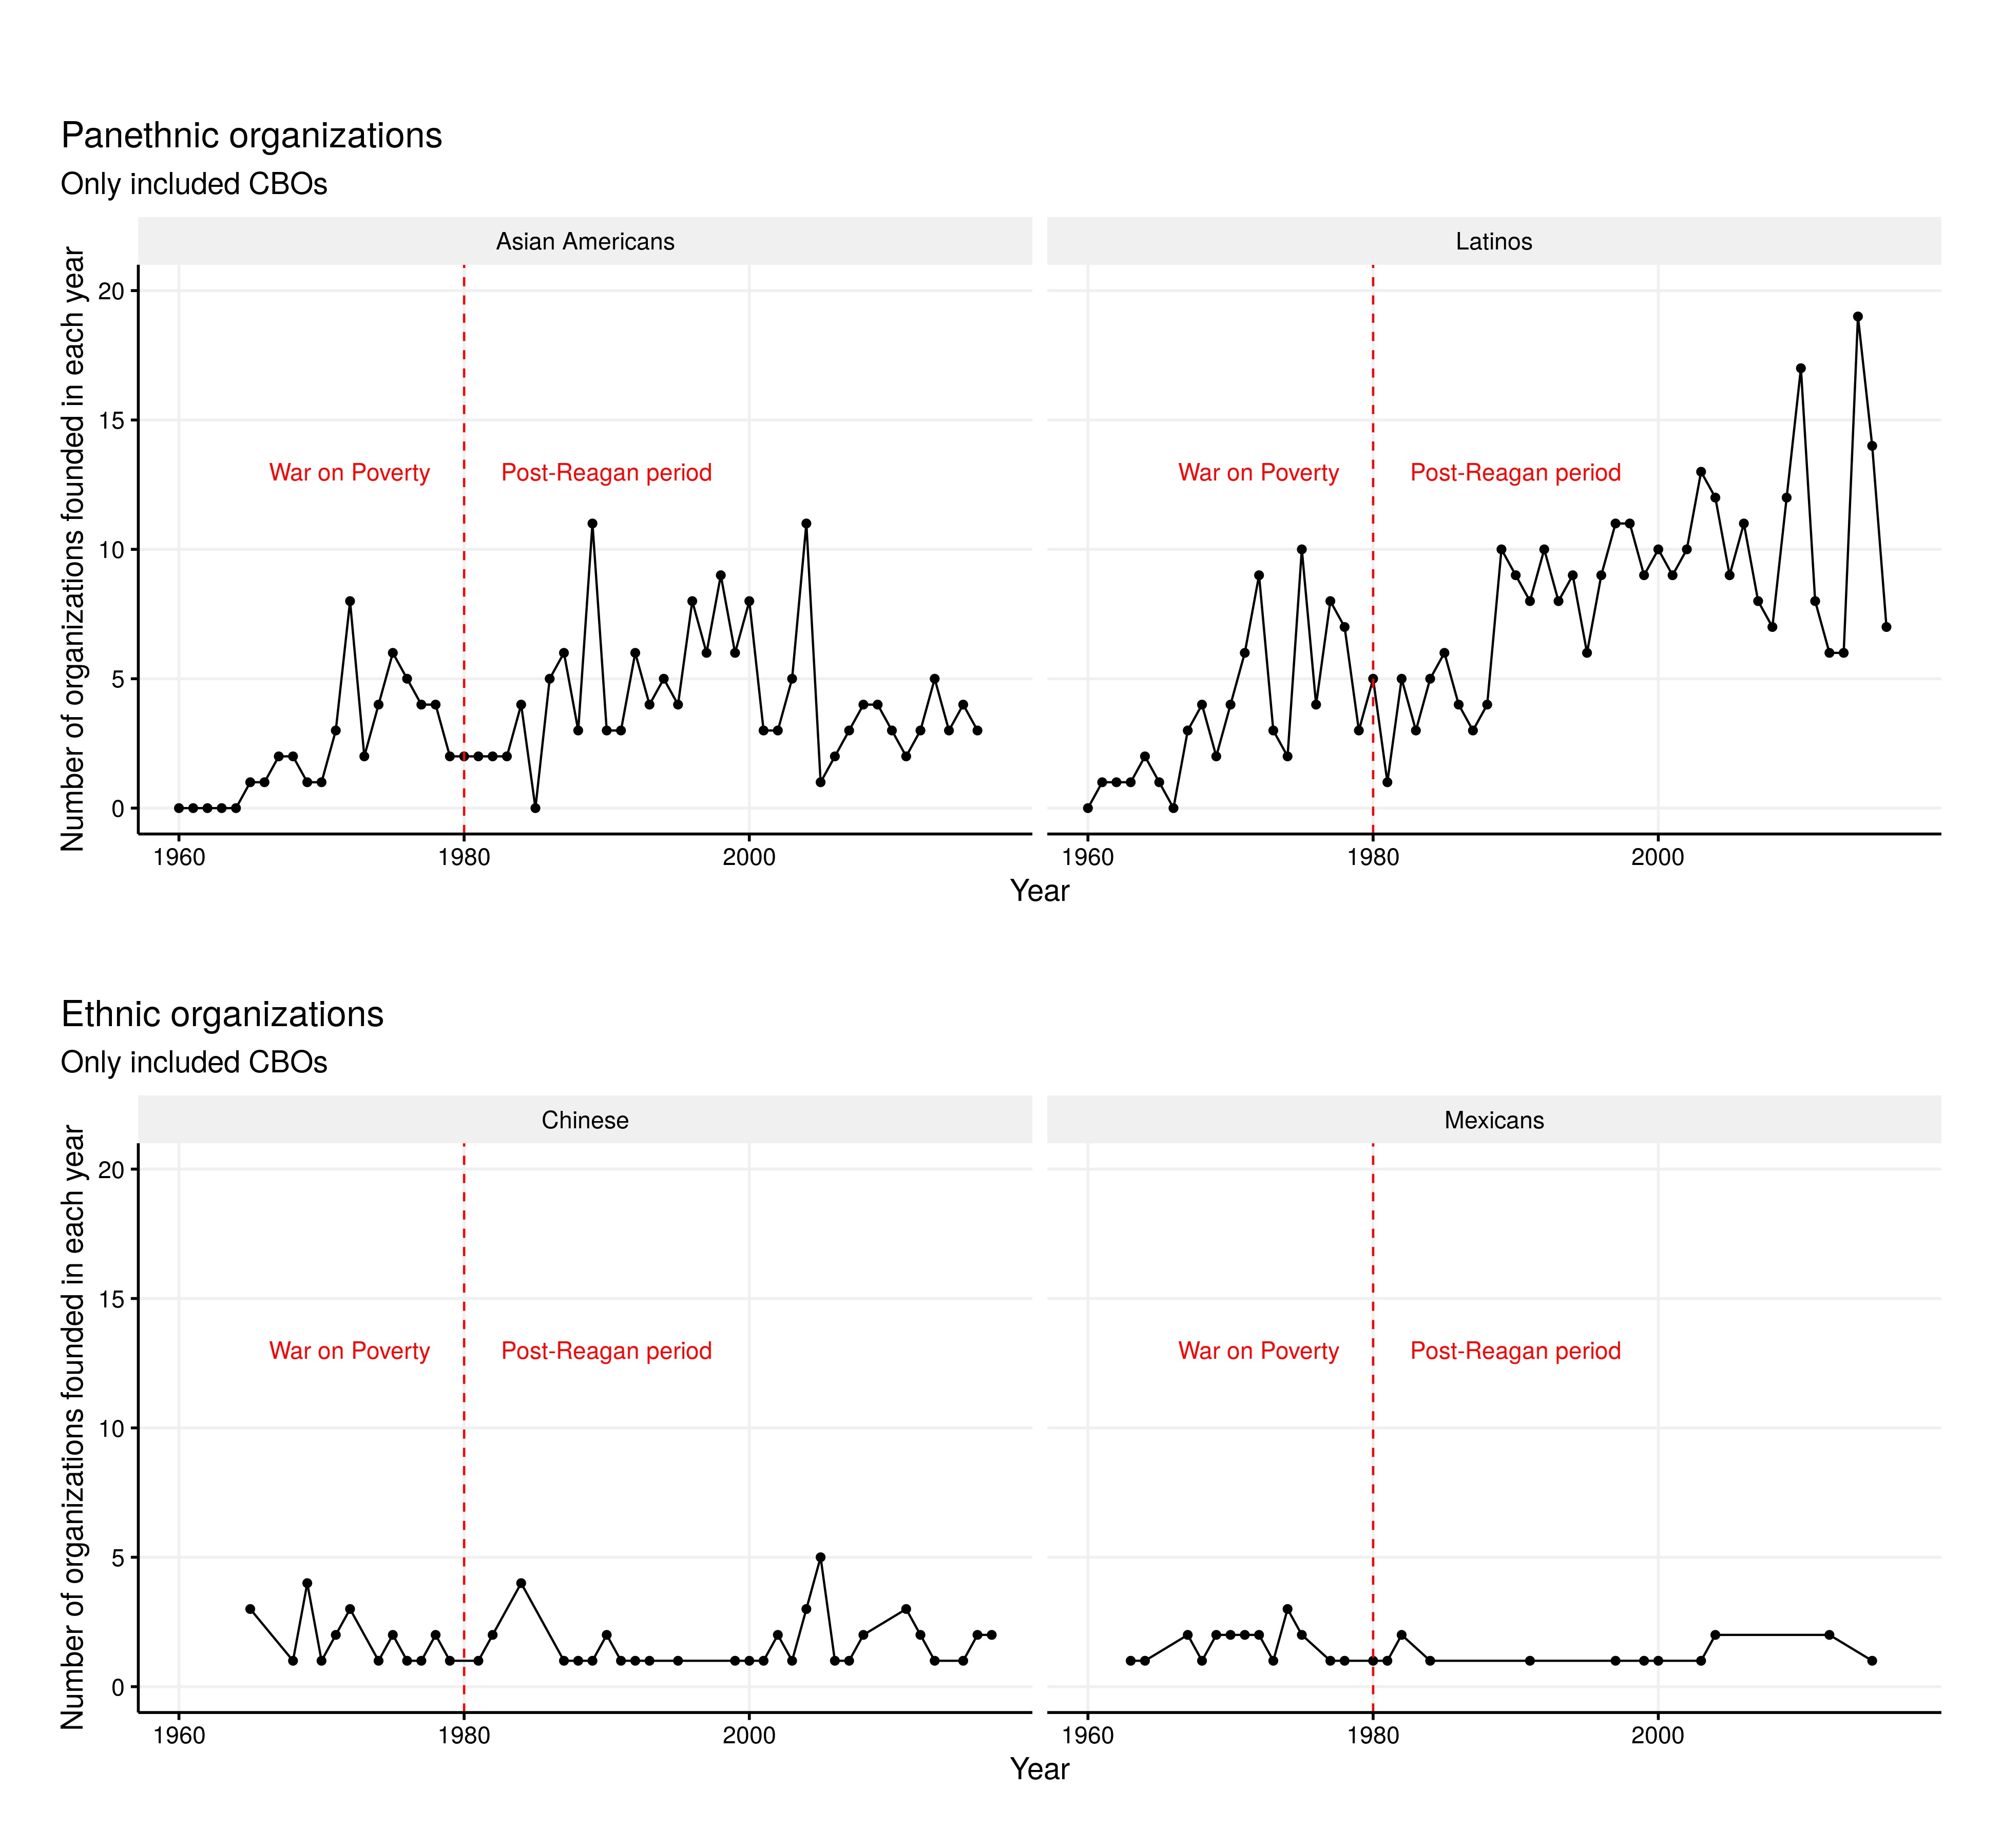 Panethnic organizations
Only included CBOs
Asian Americans
Latinos
Number of organizations founded in each year
20
15
10
5
0
War on Poverty
Post-Reagan period
War on Poverty
Post-Reagan period
1960
1980
2000
1960
1980
2000
Year
Ethnic organizations
Only included CBOs
Chinese
Mexicans
Number of organizations founded in each year
20
15
10
5
0
War on Poverty
Post-Reagan period
War on Poverty
Post-Reagan period
1960
1980
2000
1960
1980
2000
Year